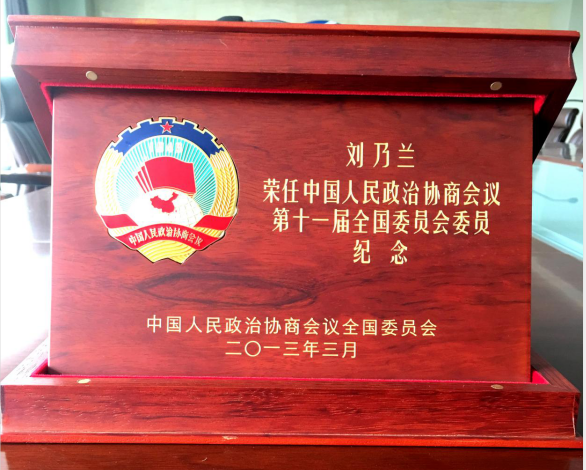 中国人民政治协商会议
刘乃兰
荣任中国人民政治协商会议
第十一届全国委员会委员
纪念
中国人民政治协商会议全国委员会
二〇一三年三月